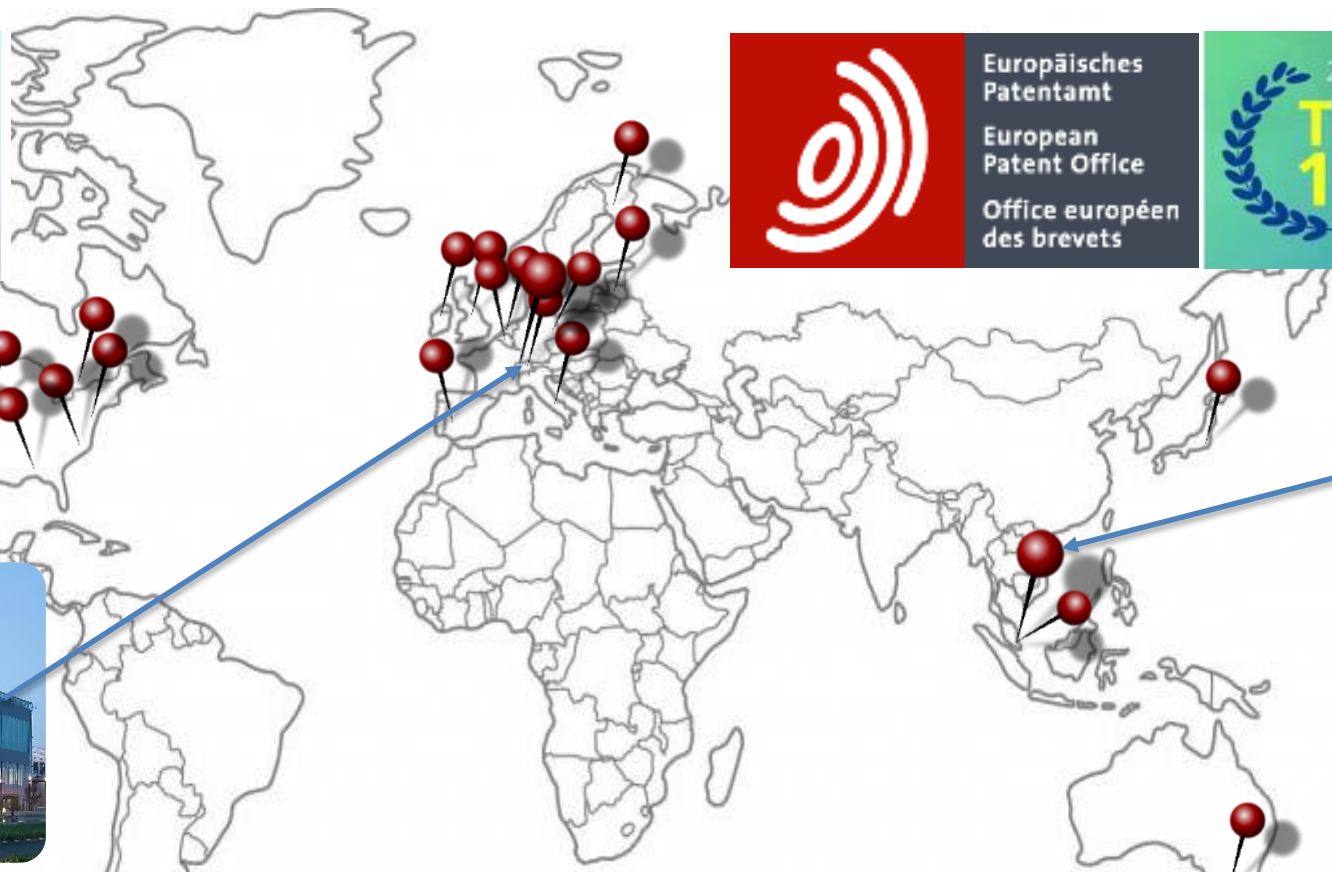 Europäisches
Patentamt
European
Patent Office
Office européen
des brevets